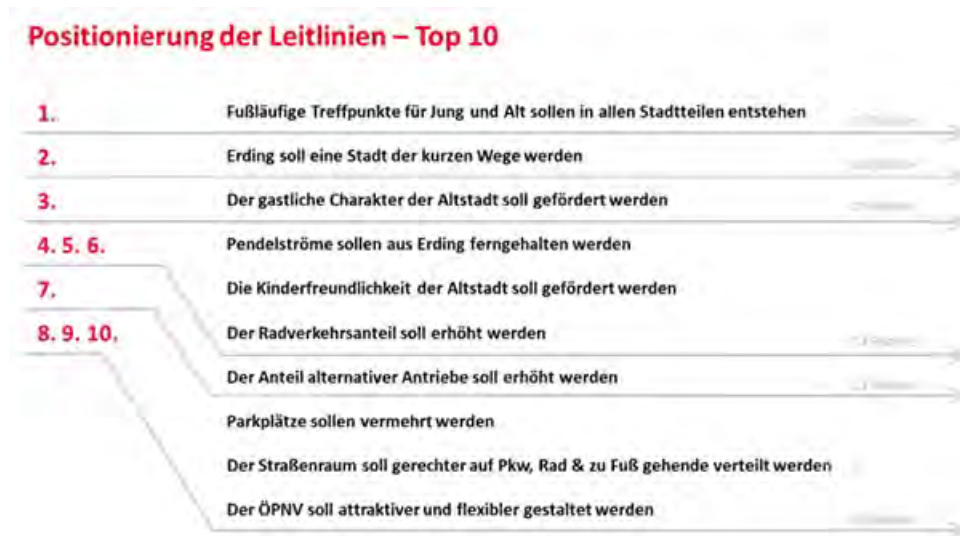 Positionierung der Leitlinien – Top 10
1. Fußläufige Treffpunkte für Jung und Alt sollen in allen Stadtteilen entstehen
2. Erding soll eine Stadt der kurzen Wege werden
3. Der gastliche Charakter der Altstadt soll gefördert werden
4. 5. 6. Pendelströme sollen aus Erding ferngehalten werden
7. Die Kinderfreundlichkeit der Altstadt soll gefördert werden
8. 9. 10. Der Radverkehrsanteil soll erhöht werden
Der Anteil alternativer Antriebe soll erhöht werden
Parkplätze sollen vermehrt werden
Der Straßenraum soll gerechter auf Pkw, Rad & zu Fuß gehende verteilt werden
Der ÖPNV soll attraktiver und flexibler gestaltet werden